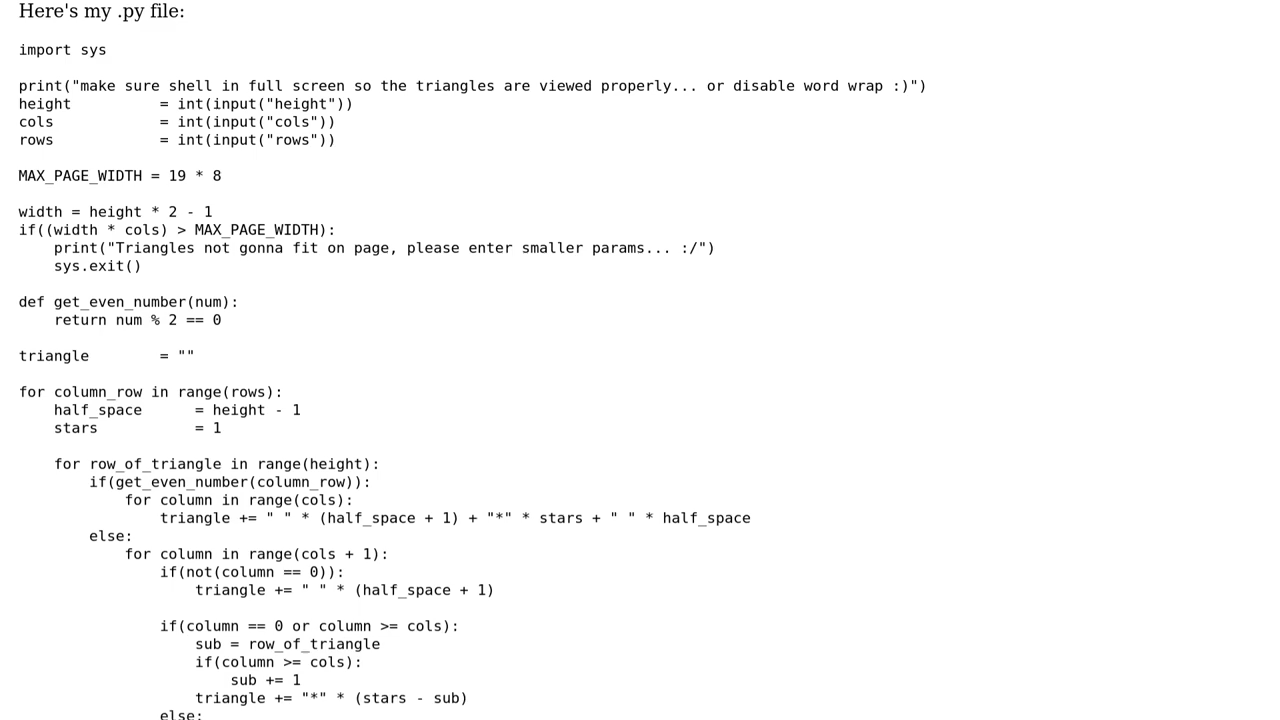 Here's my .py file:
import sys
print("make sure shell in full screen so the triangles are viewed properly... or disable word wrap :)")
height          = int(input("height"))
cols            = int(input("cols"))
rows            = int(input("rows"))
MAX_PAGE_WIDTH = 19 * 8
width = height * 2 - 1
if((width * cols) > MAX_PAGE_WIDTH):
    print("Triangles not gonna fit on page, please enter smaller params... :/")
    sys.exit()
def get_even_number(num):
    return num % 2 == 0
triangle        = ""
for column_row in range(rows):
    half_space      = height - 1
    stars           = 1
    for row_of_triangle in range(height):
        if(get_even_number(column_row)):
            for column in range(cols):
                triangle += " " * (half_space + 1) + "*" * stars + " " * half_space
        else:
            for column in range(cols + 1):
                if(not(column == 0)):
                    triangle += " " * (half_space + 1)
                if(column == 0 or column >= cols):
                    sub = row_of_triangle
                    if(column >= cols):
                        sub += 1
                    triangle += "*" * (stars - sub)
                else: